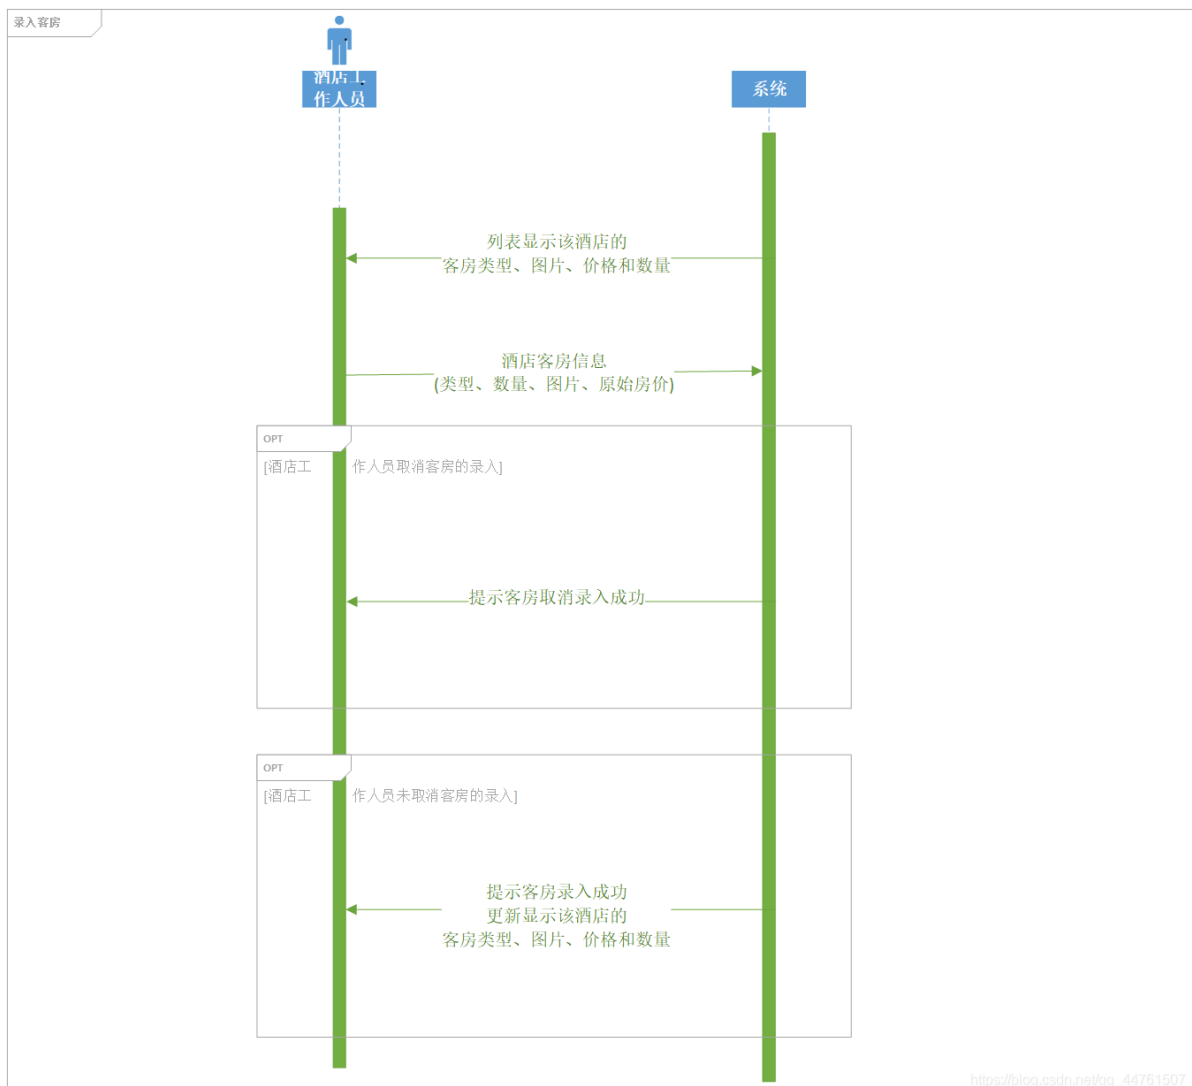 录入客房
酒店工
作人员
系统
列表显示该酒店的
客房类型、图片、价格和数量
酒店客房信息
(类型、数量、图片、原始房价)
OPT
[酒店工 作人员取消客房的录入]
提示客房取消录入成功
OPT
[酒店工 作人员未取消客房的录入]
提示客房录入成功
更新显示该酒店的
客房类型、图片、价格和数量
https://blog.csdn.net/qq_44761507